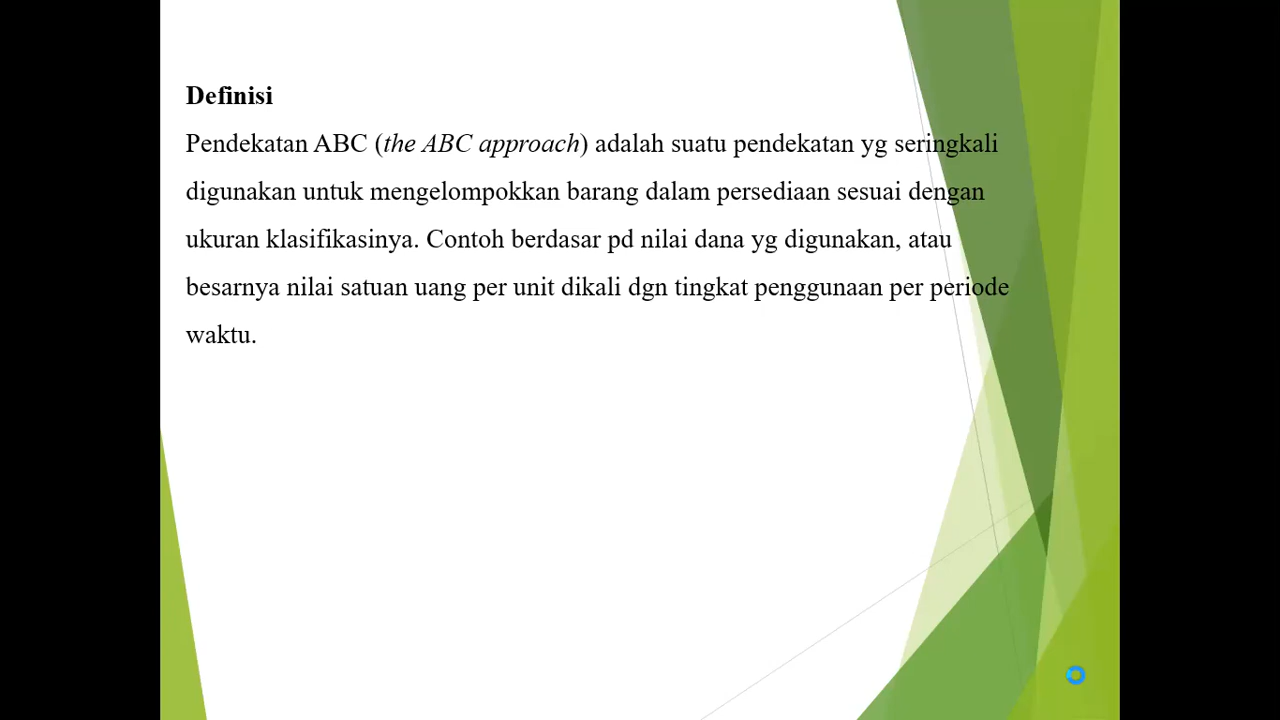 Definisi
Pendekatan ABC (the ABC approach) adalah suatu pendekatan yg seringkali
digunakan untuk mengelompokkan barang dalam persediaan sesuai dengan
ukuran klasifikasinya. Contoh berdasar pd nilai dana yg digunakan, atau
besarnya nilai satuan uang per unit dikali dgn tingkat penggunaan per periode
waktu.